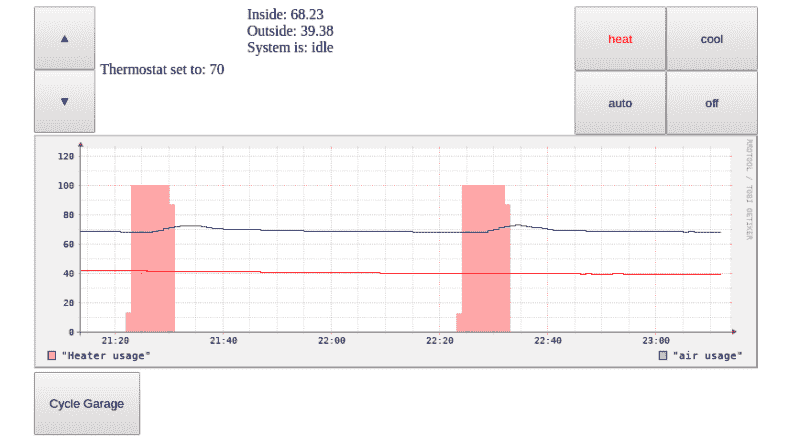 ▲
Inside: 68.23
Outside: 39.38
System is: idle
heat
cool
▼
Thermostat set to: 70
auto
off
RRDTOOL / TOBI OETIKER
120
100
80
60
40
20
0
21:20 21:40 22:00 22:20 22:40 23:00
"Heater usage" "air usage"
Cycle Garage